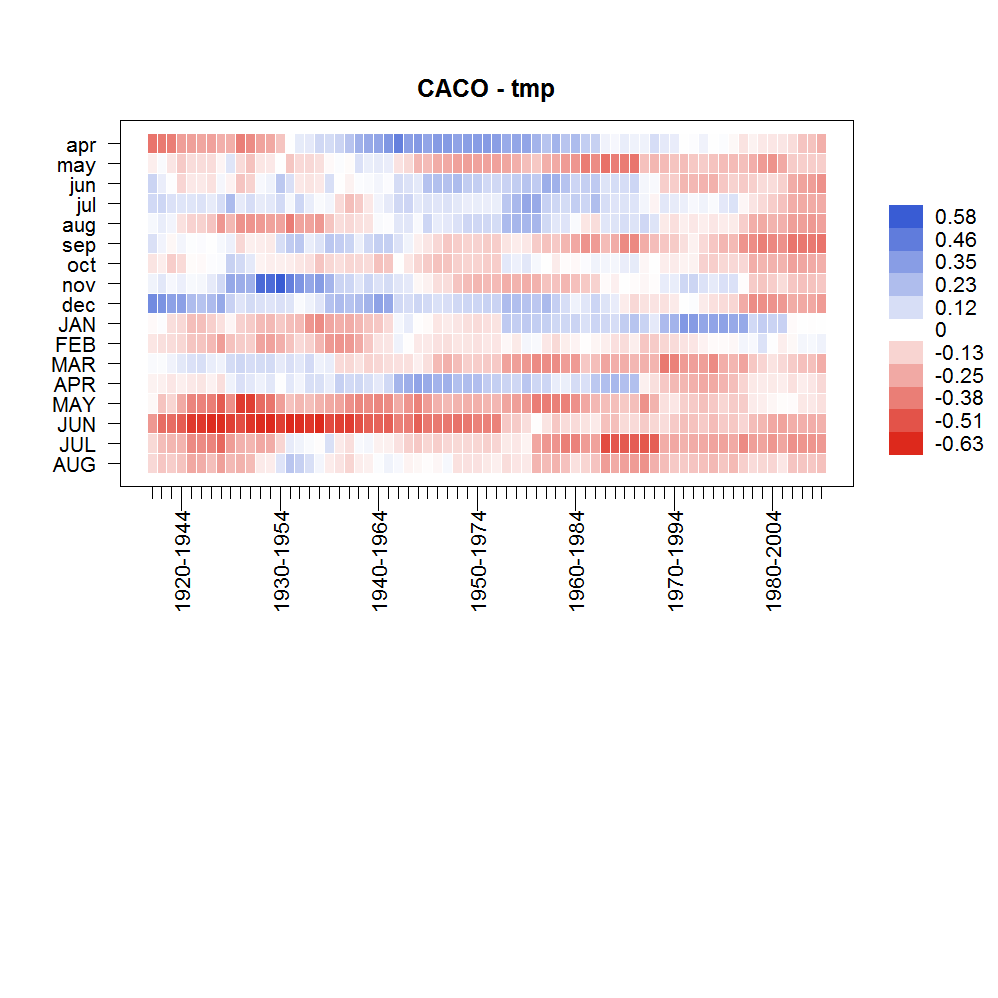 CACO - tmp
apr
may
jun
jul
aug
sep
oct
nov
dec
JAN
FEB
MAR
APR
MAY
JUN
JUL
AUG
0.58
0.46
0.35
0.23
0.12
0
-0.13
-0.25
-0.38
-0.51
-0.63
1920-1944
1930-1954
1940-1964
1950-1974
1960-1984
1970-1994
1980-2004